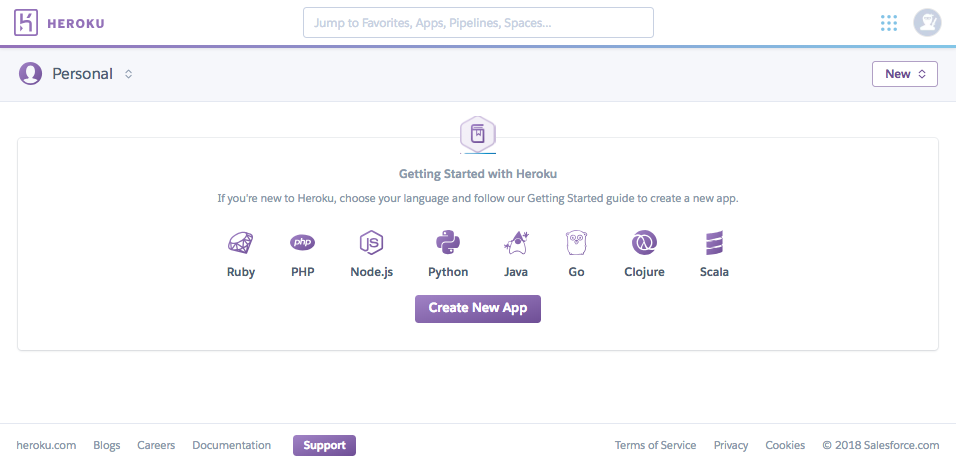 HEROKU
Jump to Favorites, Apps, Pipelines, Spaces...
Personal
New
Getting Started with Heroku
If you're new to Heroku, choose your language and follow our Getting Started guide to create a new app.
php
JS
Ruby PHP Node.js Python Java Go Clojure Scala
Create New App
heroku.com Blogs Careers Documentation Support Terms of Service Privacy Cookies © 2018 Salesforce.com